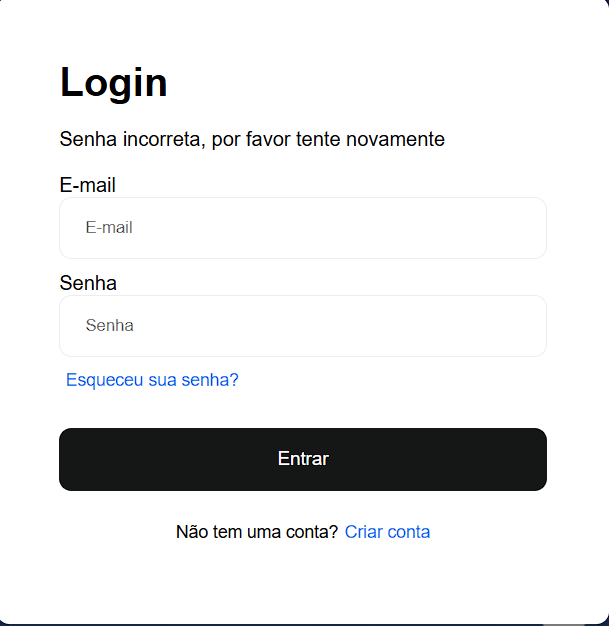 Login
Senha incorreta, por favor tente novamente
E-mail
E-mail
Senha
Senha
Esqueceu sua senha?
Entrar
Não tem uma conta? Criar conta